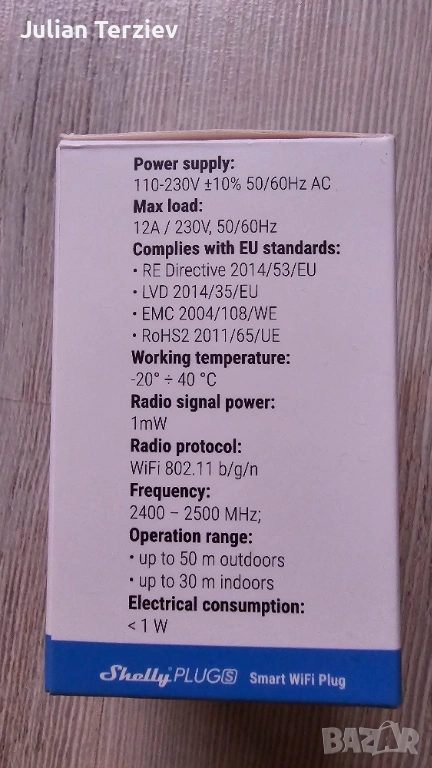 Julian Terziev
Power supply:
110-230V ±10% 50/60Hz AC
Max load:
12A / 230V, 50/60Hz
Complies with EU standards:
• RE Directive 2014/53/EU
• LVD 2014/35/EU
• EMC 2004/108/WE
• RoHS2 2011/65/UE
Working temperature:
-20° ÷ 40 °C
Radio signal power:
1mW
Radio protocol:
WiFi 802.11 b/g/n
Frequency:
2400 – 2500 MHz;
Operation range:
• up to 50 m outdoors
• up to 30 m indoors
Electrical consumption:
< 1 W
Shelly® PLUG S Smart WiFi Plug
BAZAR